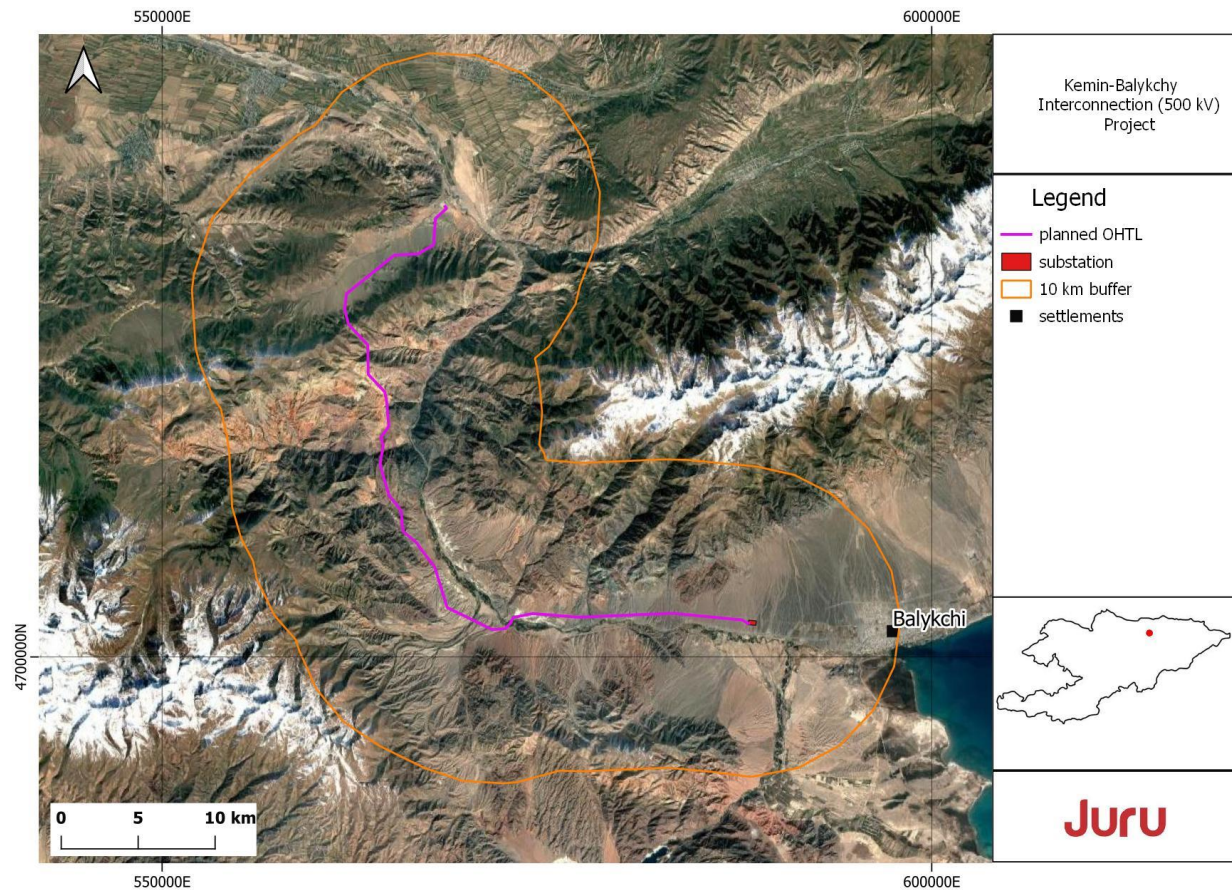 550000E
600000E
Kemin-Balykchy
Interconnection (500 kV)
Project
Legend
planned OHTL
substation
10 km buffer
settlements
Balykchi
4700000N
0 5 10 km
Juru
550000E
600000E